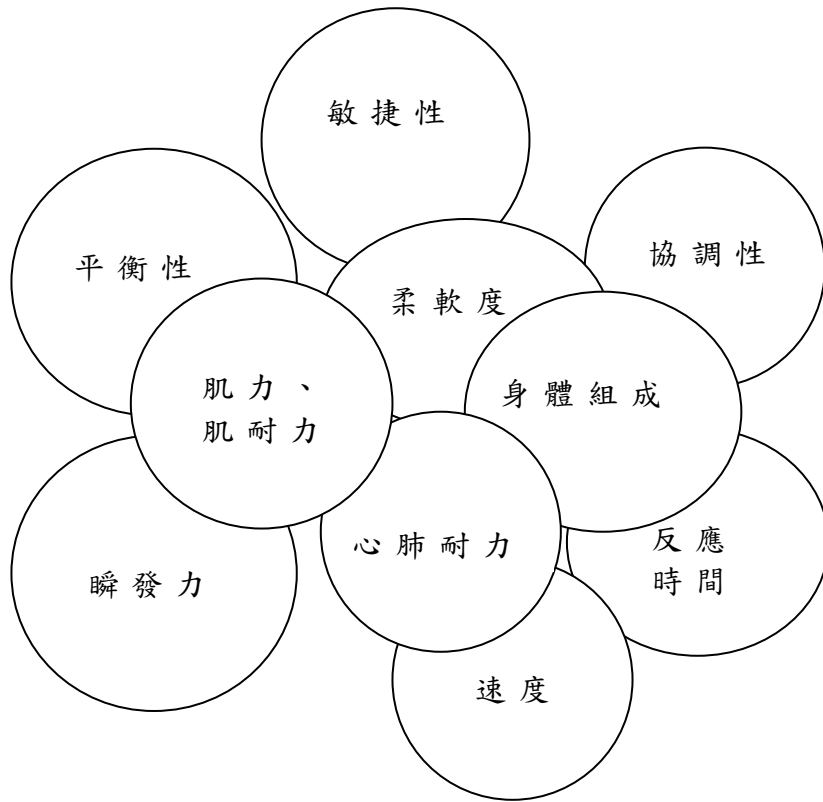 敏捷性
平衡性
協調性
柔軟度
肌力、
肌耐力
身體組成
心肺耐力
反應
時間
瞬發力
速度